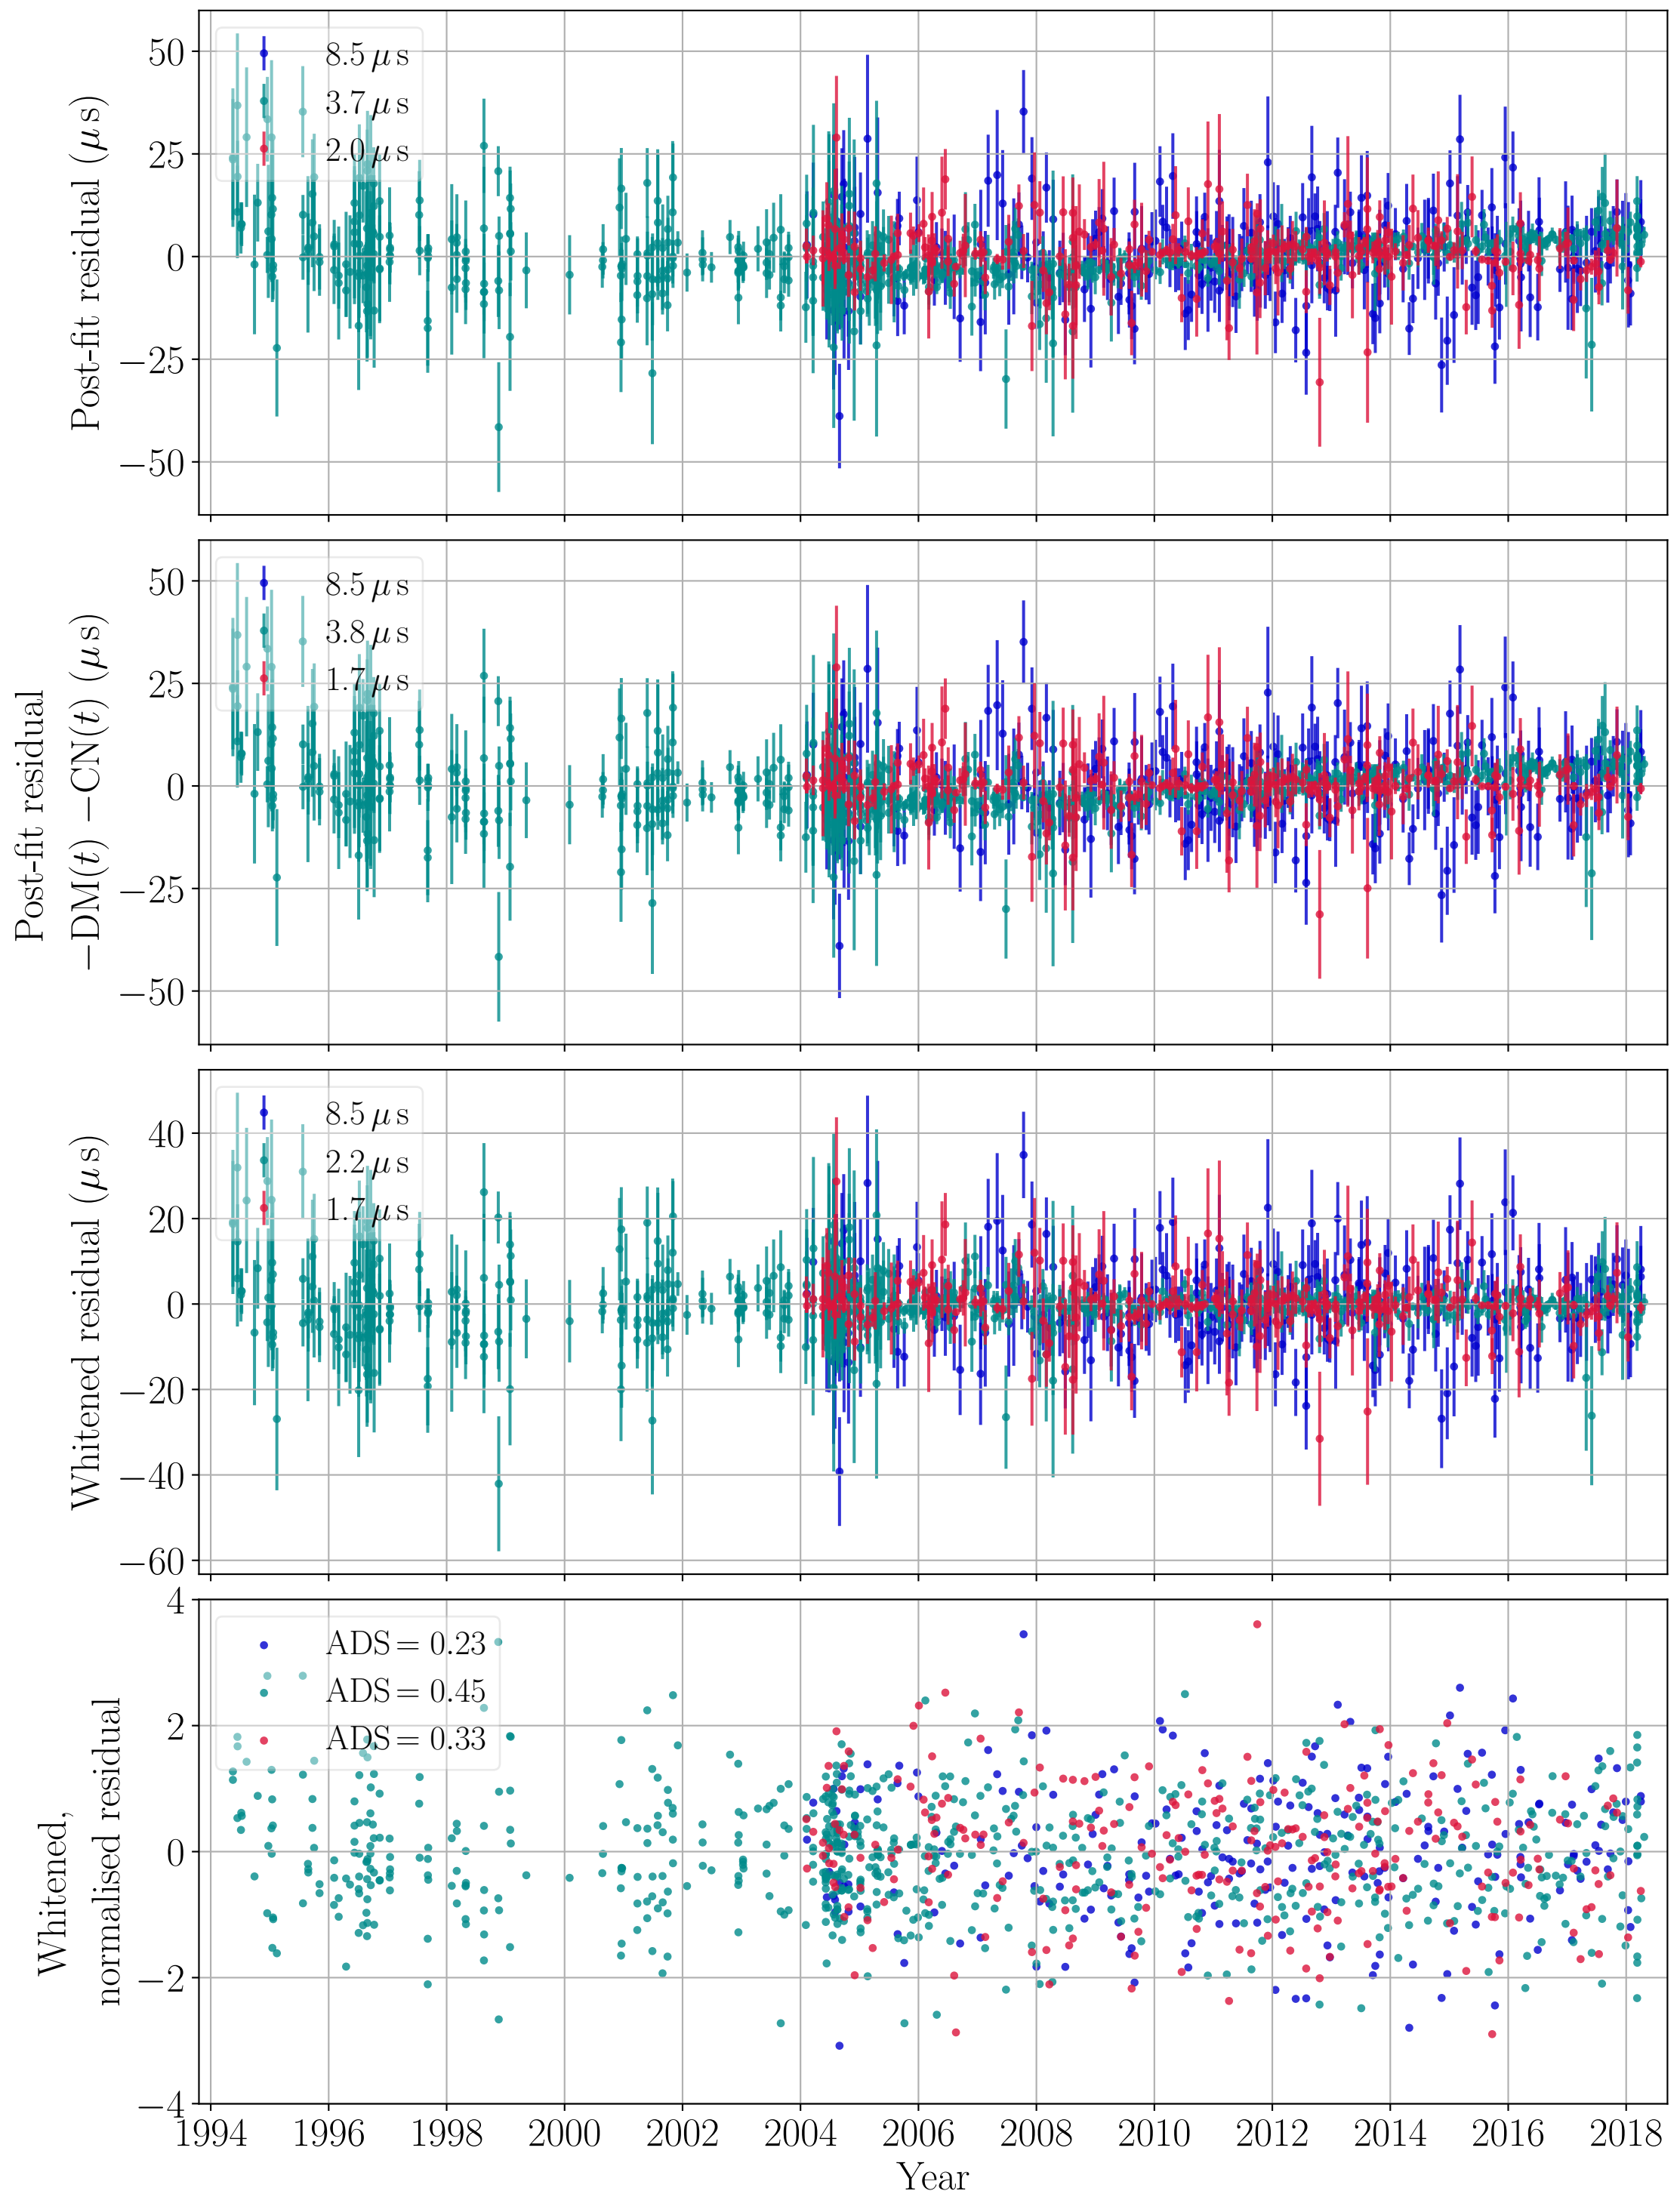 Post-fit residual (μs)
50
25
0
−25
−50
8.5 μs
3.7 μs
2.0 μs
Post-fit residual
−DM(t) −CN(t) (μs)
50
25
0
−25
−50
8.5 μs
3.8 μs
1.7 μs
Whitened residual (μs)
40
20
0
−20
−40
−60
8.5 μs
2.2 μs
1.7 μs
Whitened,
normalised residual
4
2
0
−2
−4
ADS = 0.23
ADS = 0.45
ADS = 0.33
1994 1996 1998 2000 2002 2004 2006 2008 2010 2012 2014 2016 2018
Year